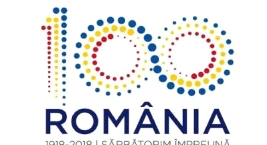 100
ROMÂNIA
1918-2018 | SĂRBĂTORIM ÎMPREUNĂ